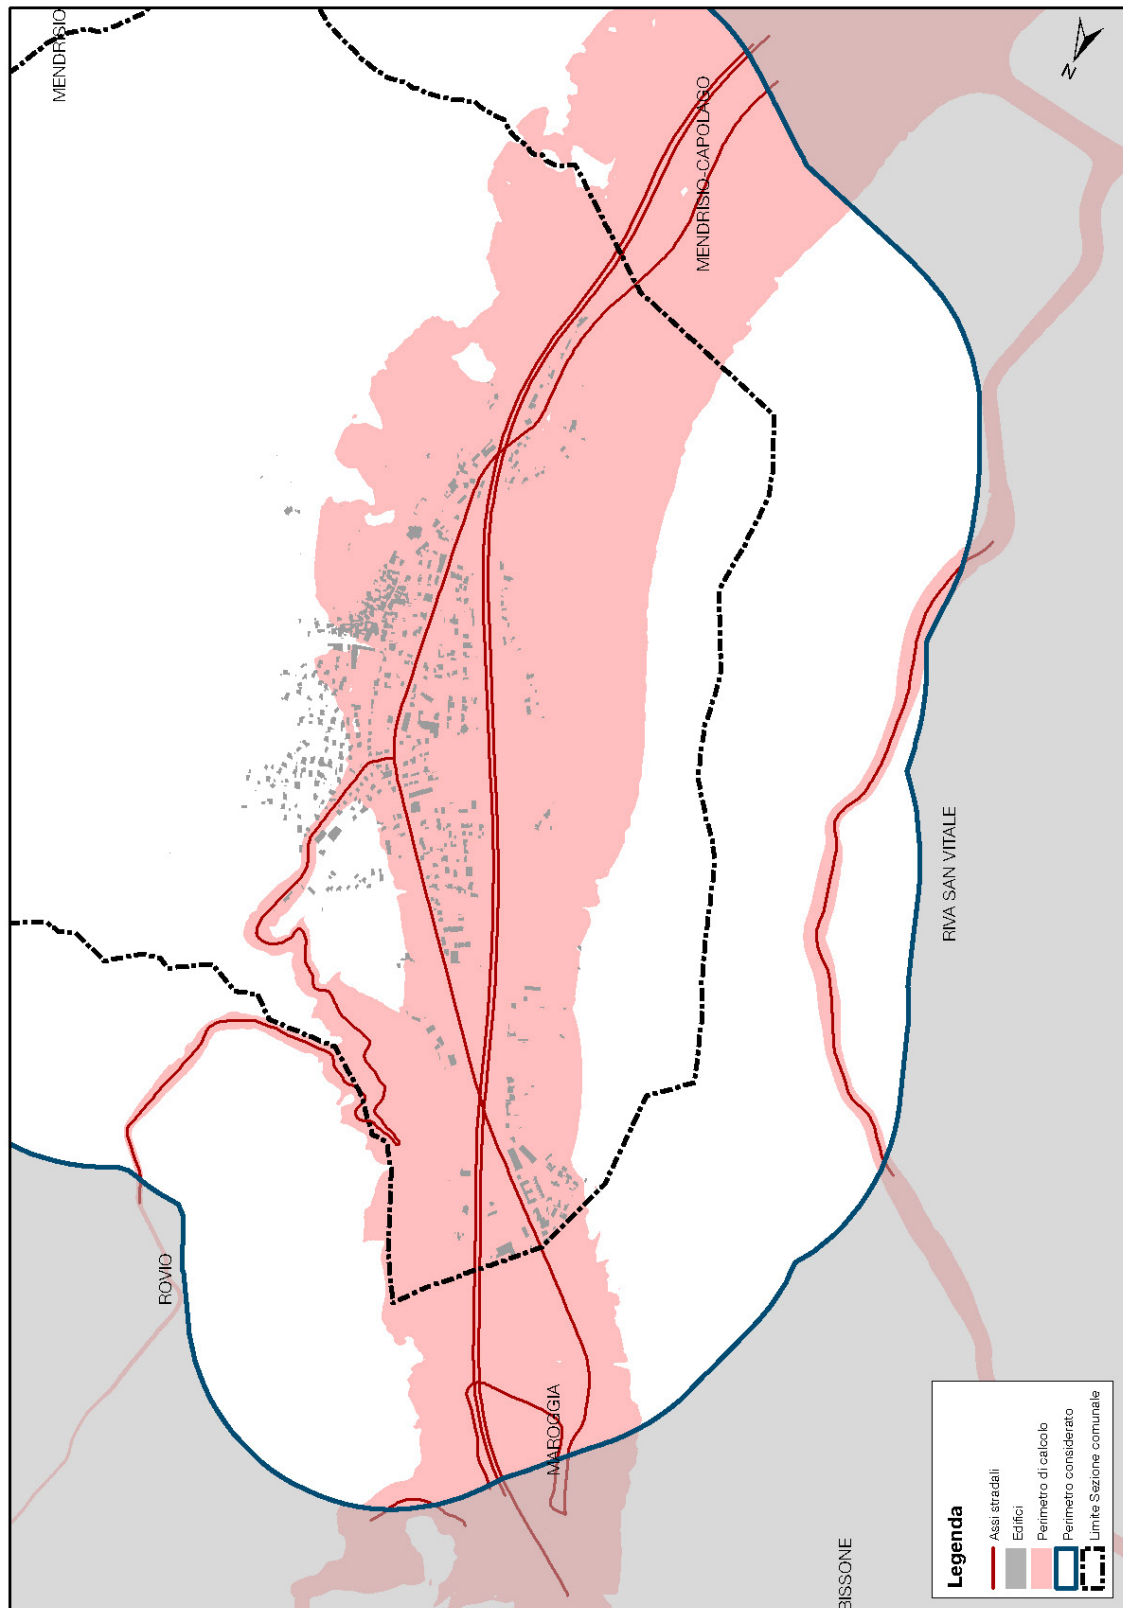 MENDRISIO
MENDRISIO-CAPOLAGO
N
RIVA SAN VITALE
ROVIO
MAROGGIA
BISSONE
Legenda
Assi stradali
Edifici
Perimetro di calcolo
Perimetro considerato
Limite Sezione comunale